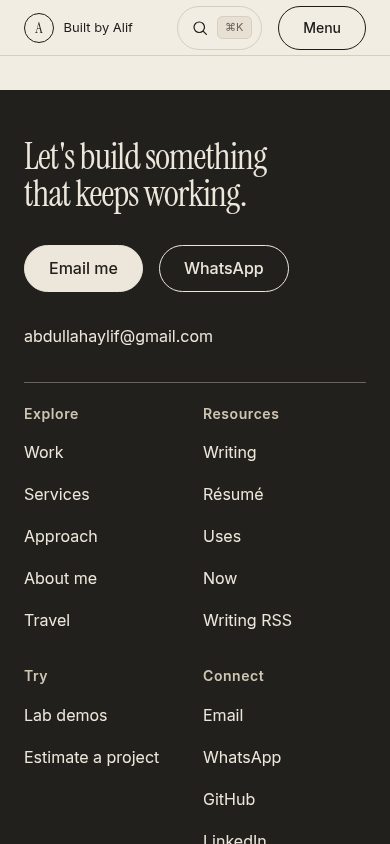 A
Built by Alif
⌘K
Menu
Let's build something
that keeps working.
Email me
WhatsApp
abdullahaylif@gmail.com
Explore
Work
Services
Approach
About me
Travel
Resources
Writing
Résumé
Uses
Now
Writing RSS
Try
Lab demos
Estimate a project
Connect
Email
WhatsApp
GitHub
LinkedIn